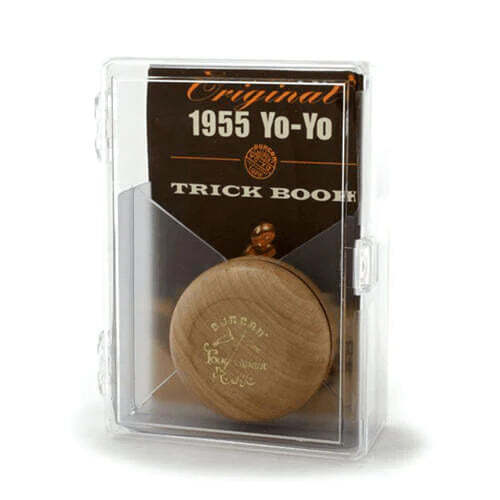 Original
1955 Yo-Yo
DUNCAN
TRICK BOOK
DUNCAN